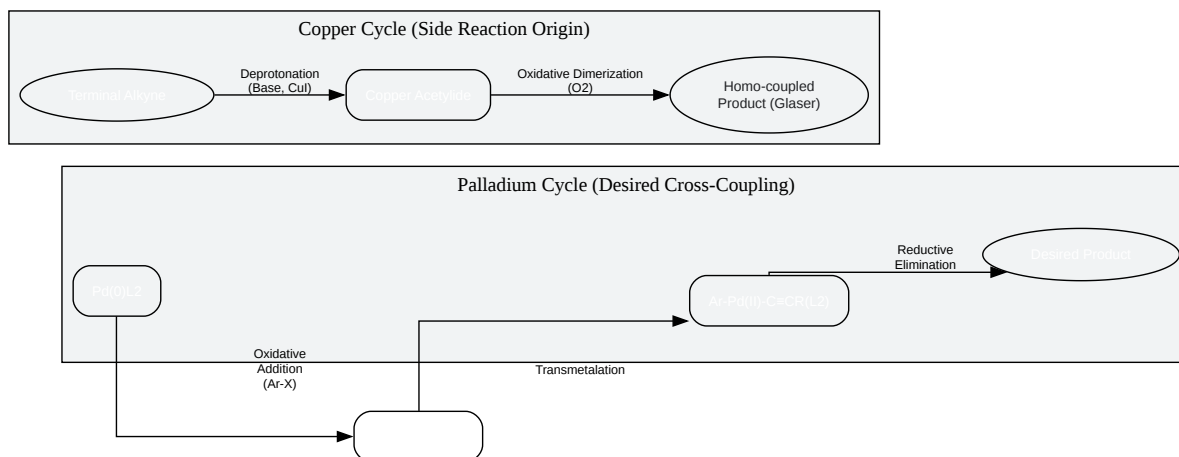 Copper Cycle (Side Reaction Origin)
Terminal Alkyne
Deprotonation
(Base, CuI)
Copper Acetylide
Oxidative Dimerization
(O2)
Homo-coupled
Product (Glaser)
Palladium Cycle (Desired Cross-Coupling)
Pd(0)L2
Oxidative
Addition
(Ar-X)
Transmetalation
Ar-Pd(II)-C≡CR(L2)
Reductive
Elimination
Desired Product